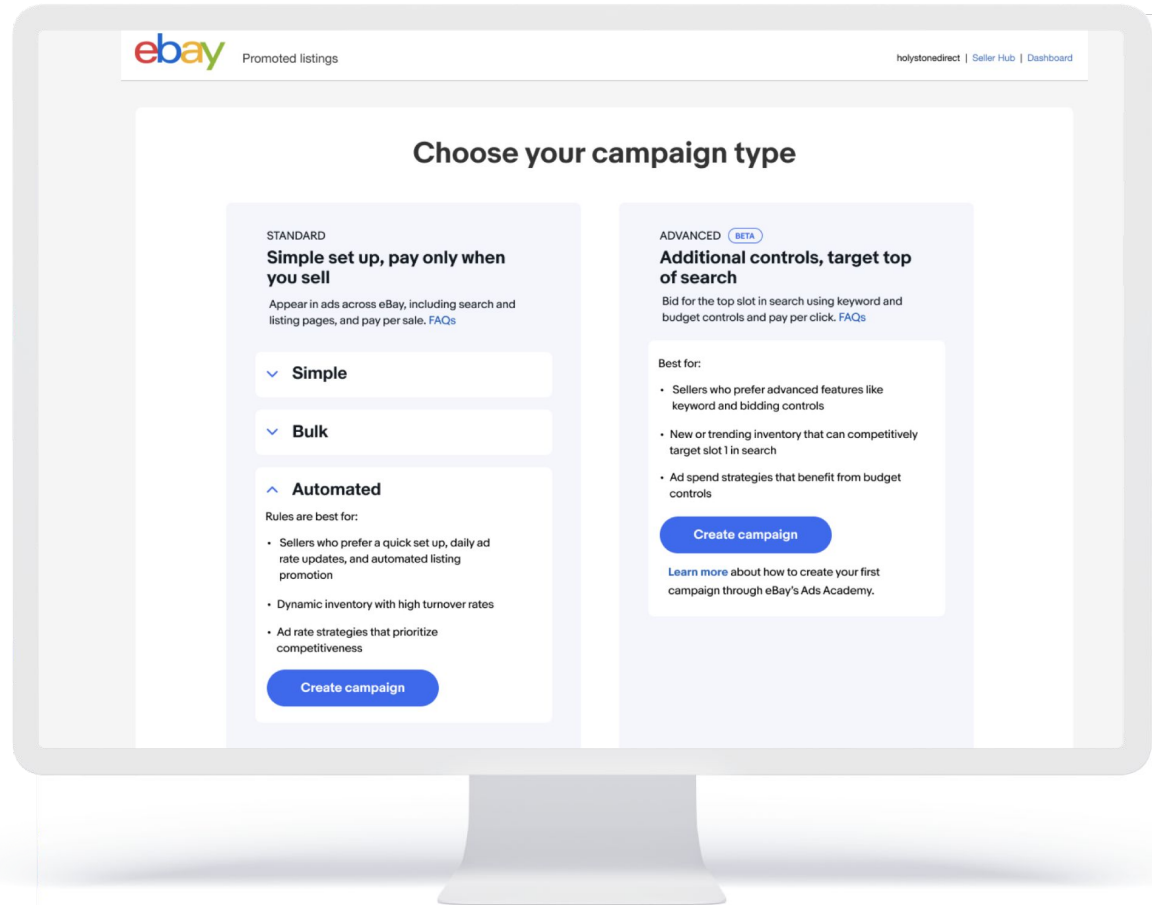 ebay Promoted listings
holystonedirect | Seller Hub | Dashboard
Choose your campaign type
STANDARD
Simple set up, pay only when
you sell
Appear in ads across eBay, including search and
listing pages, and pay per sale. FAQs
Simple
Bulk
Automated
Rules are best for:
• Sellers who prefer a quick set up, daily ad
rate updates, and automated listing
promotion
• Dynamic inventory with high turnover rates
• Ad rate strategies that prioritize
competitiveness
Create campaign
ADVANCED BETA
Additional controls, target top
of search
Bid for the top slot in search using keyword and
budget controls and pay per click. FAQs
Best for:
• Sellers who prefer advanced features like
keyword and bidding controls
• New or trending inventory that can competitively
target slot 1 in search
• Ad spend strategies that benefit from budget
controls
Create campaign
Learn more about how to create your first
campaign through eBay's Ads Academy.